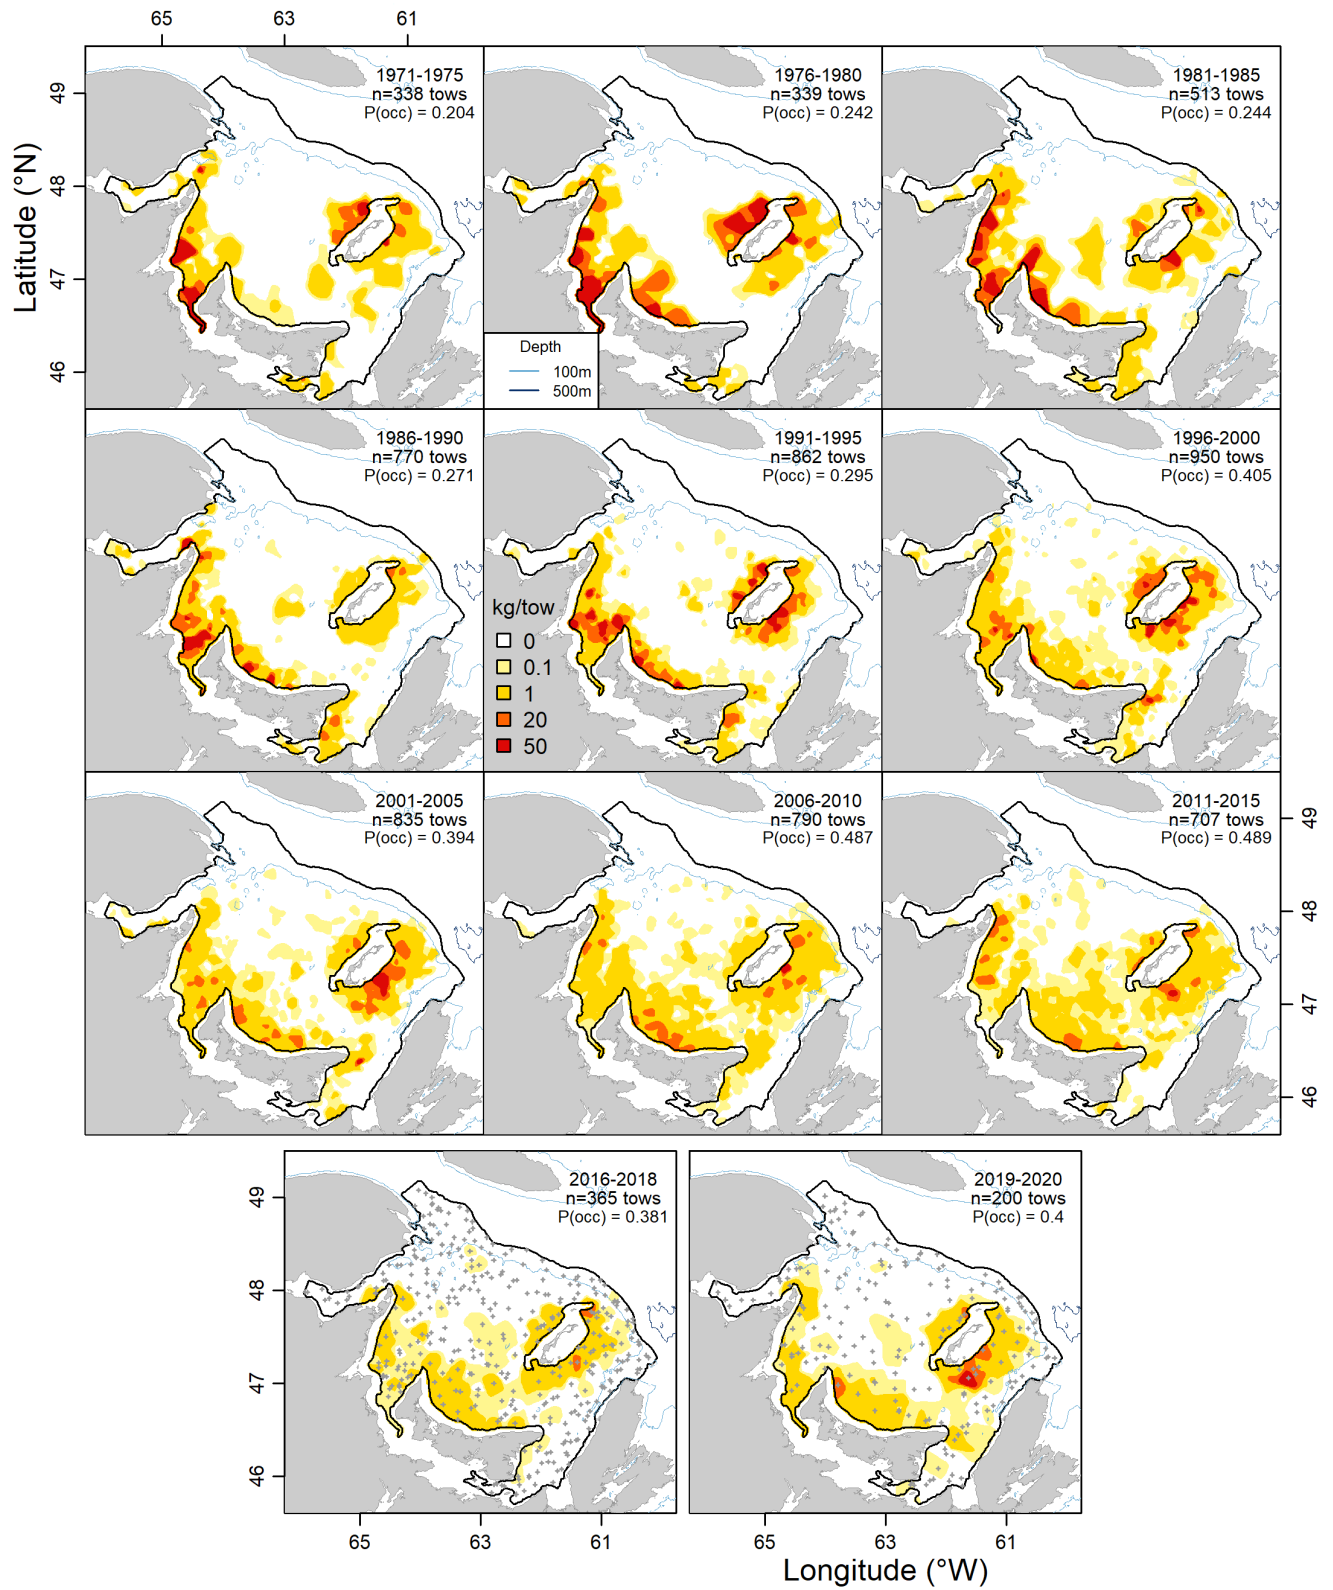 65 63 61
1971-1975
n=338 tows
P(occ) = 0.204
1976-1980
n=339 tows
P(occ) = 0.242
1981-1985
n=513 tows
P(occ) = 0.244
49
48
47
46
Latitude (°N)
Depth
100m
500m
1986-1990
n=770 tows
P(occ) = 0.271
1991-1995
n=862 tows
P(occ) = 0.295
1996-2000
n=950 tows
P(occ) = 0.405
kg/tow
0
0.1
1
20
50
2001-2005
n=835 tows
P(occ) = 0.394
2006-2010
n=790 tows
P(occ) = 0.487
2011-2015
n=707 tows
P(occ) = 0.489
49
48
47
46
2016-2018
n=365 tows
P(occ) = 0.381
2019-2020
n=200 tows
P(occ) = 0.4
49
48
47
46
65 63 61
65 63 61
Longitude (°W)